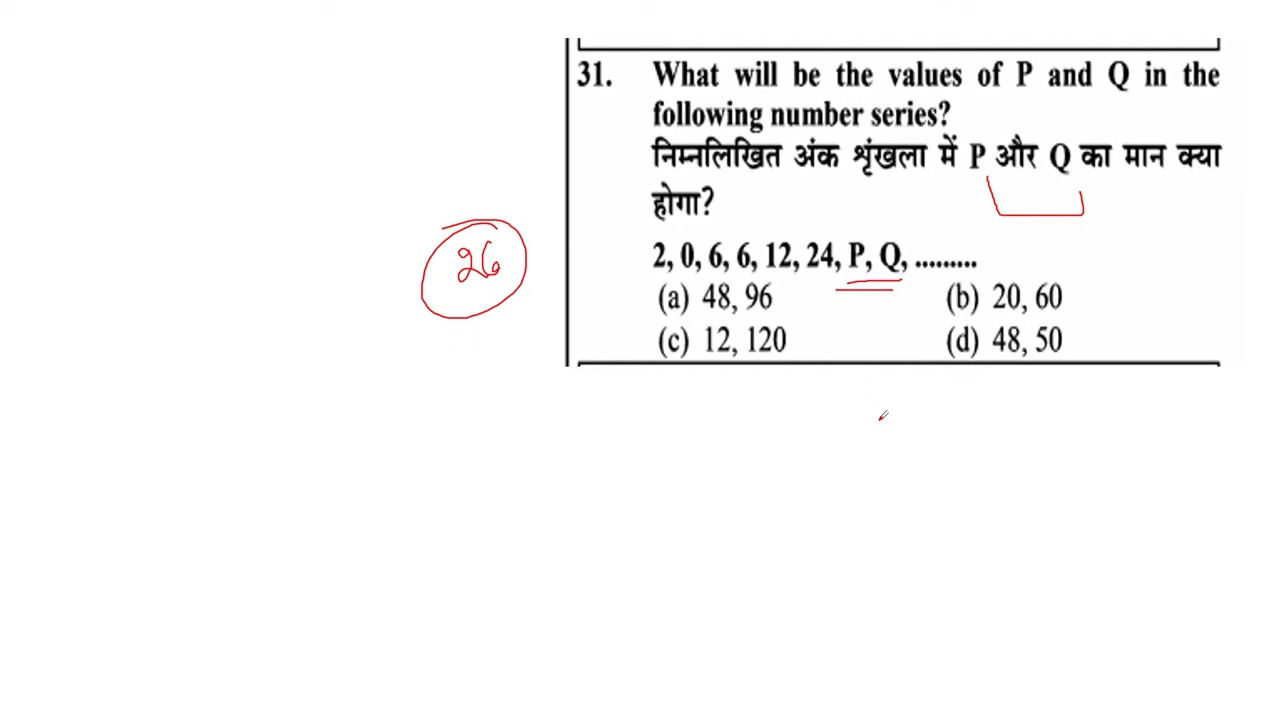 31. What will be the values of P and Q in the
following number series?
निम्नलिखित अंक शृंखला में P और Q का मान क्या
होगा?
26
2, 0, 6, 6, 12, 24, P, Q, .........
(a) 48, 96 (b) 20, 60
(c) 12, 120 (d) 48, 50